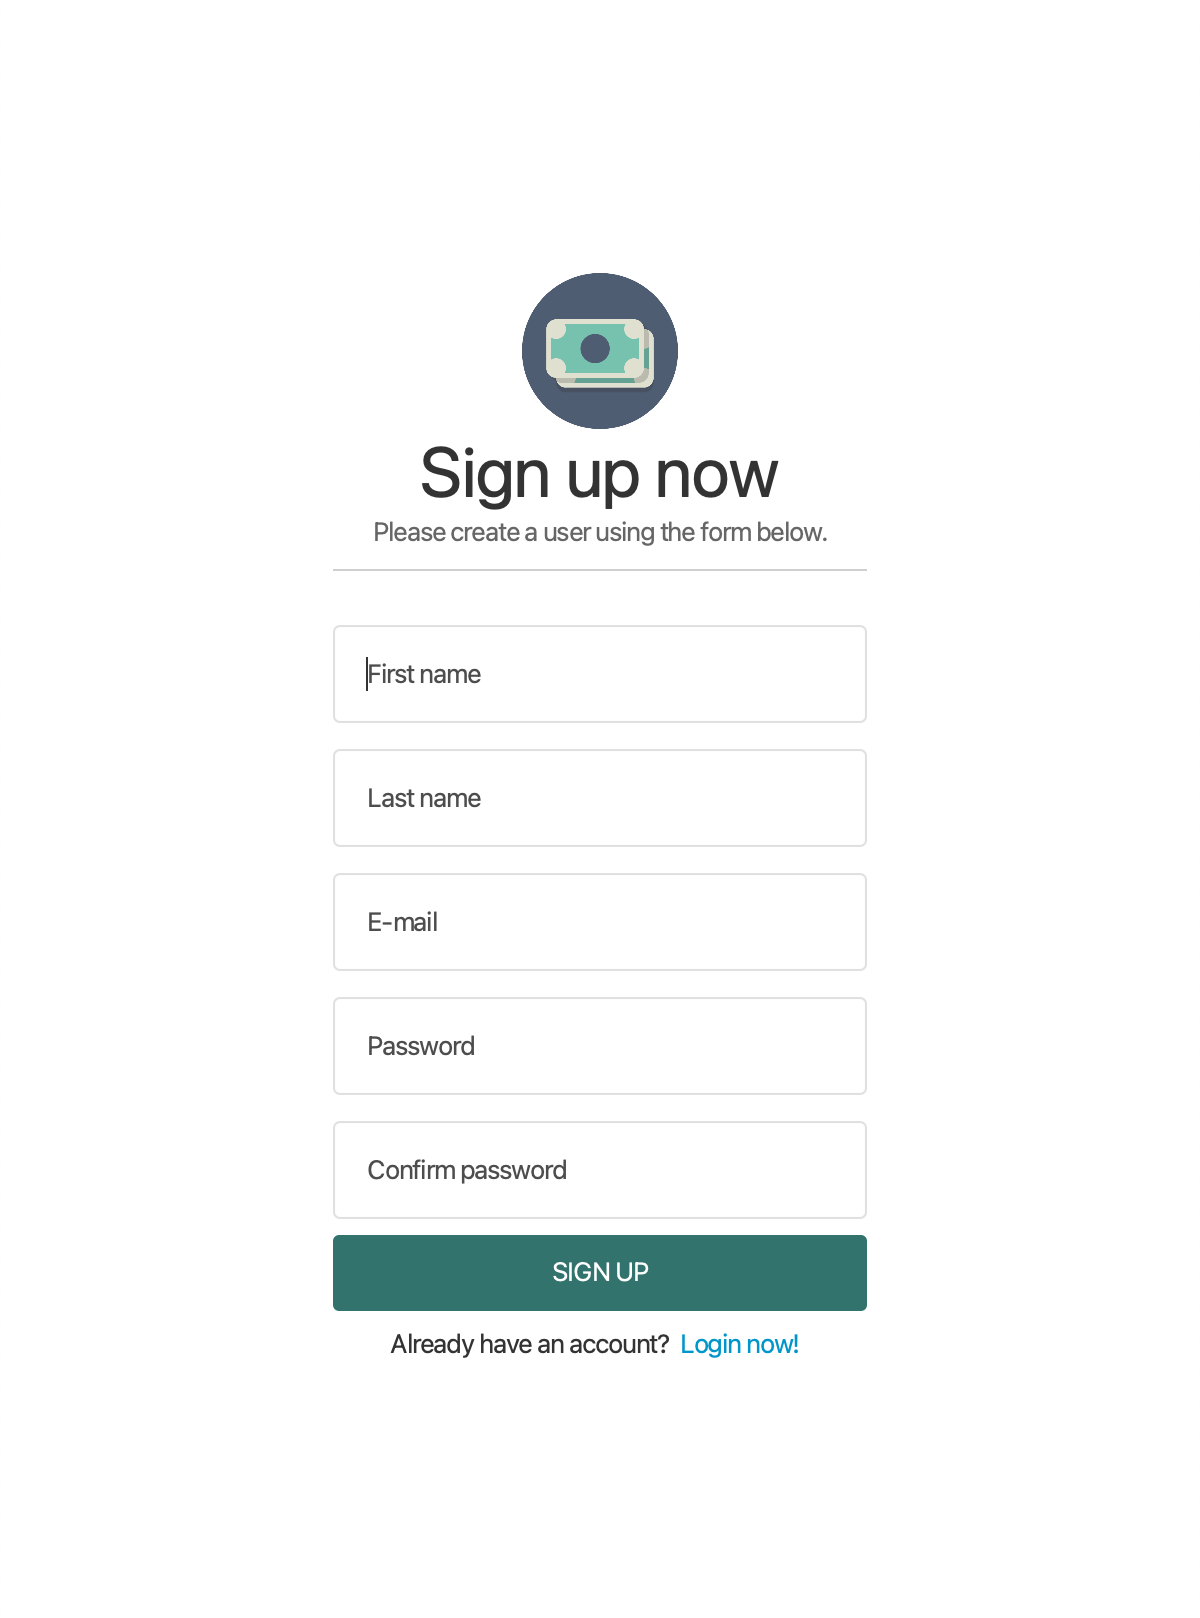 Sign up now
Please create a user using the form below.
First name
Last name
E-mail
Password
Confirm password
SIGN UP
Already have an account? Login now!